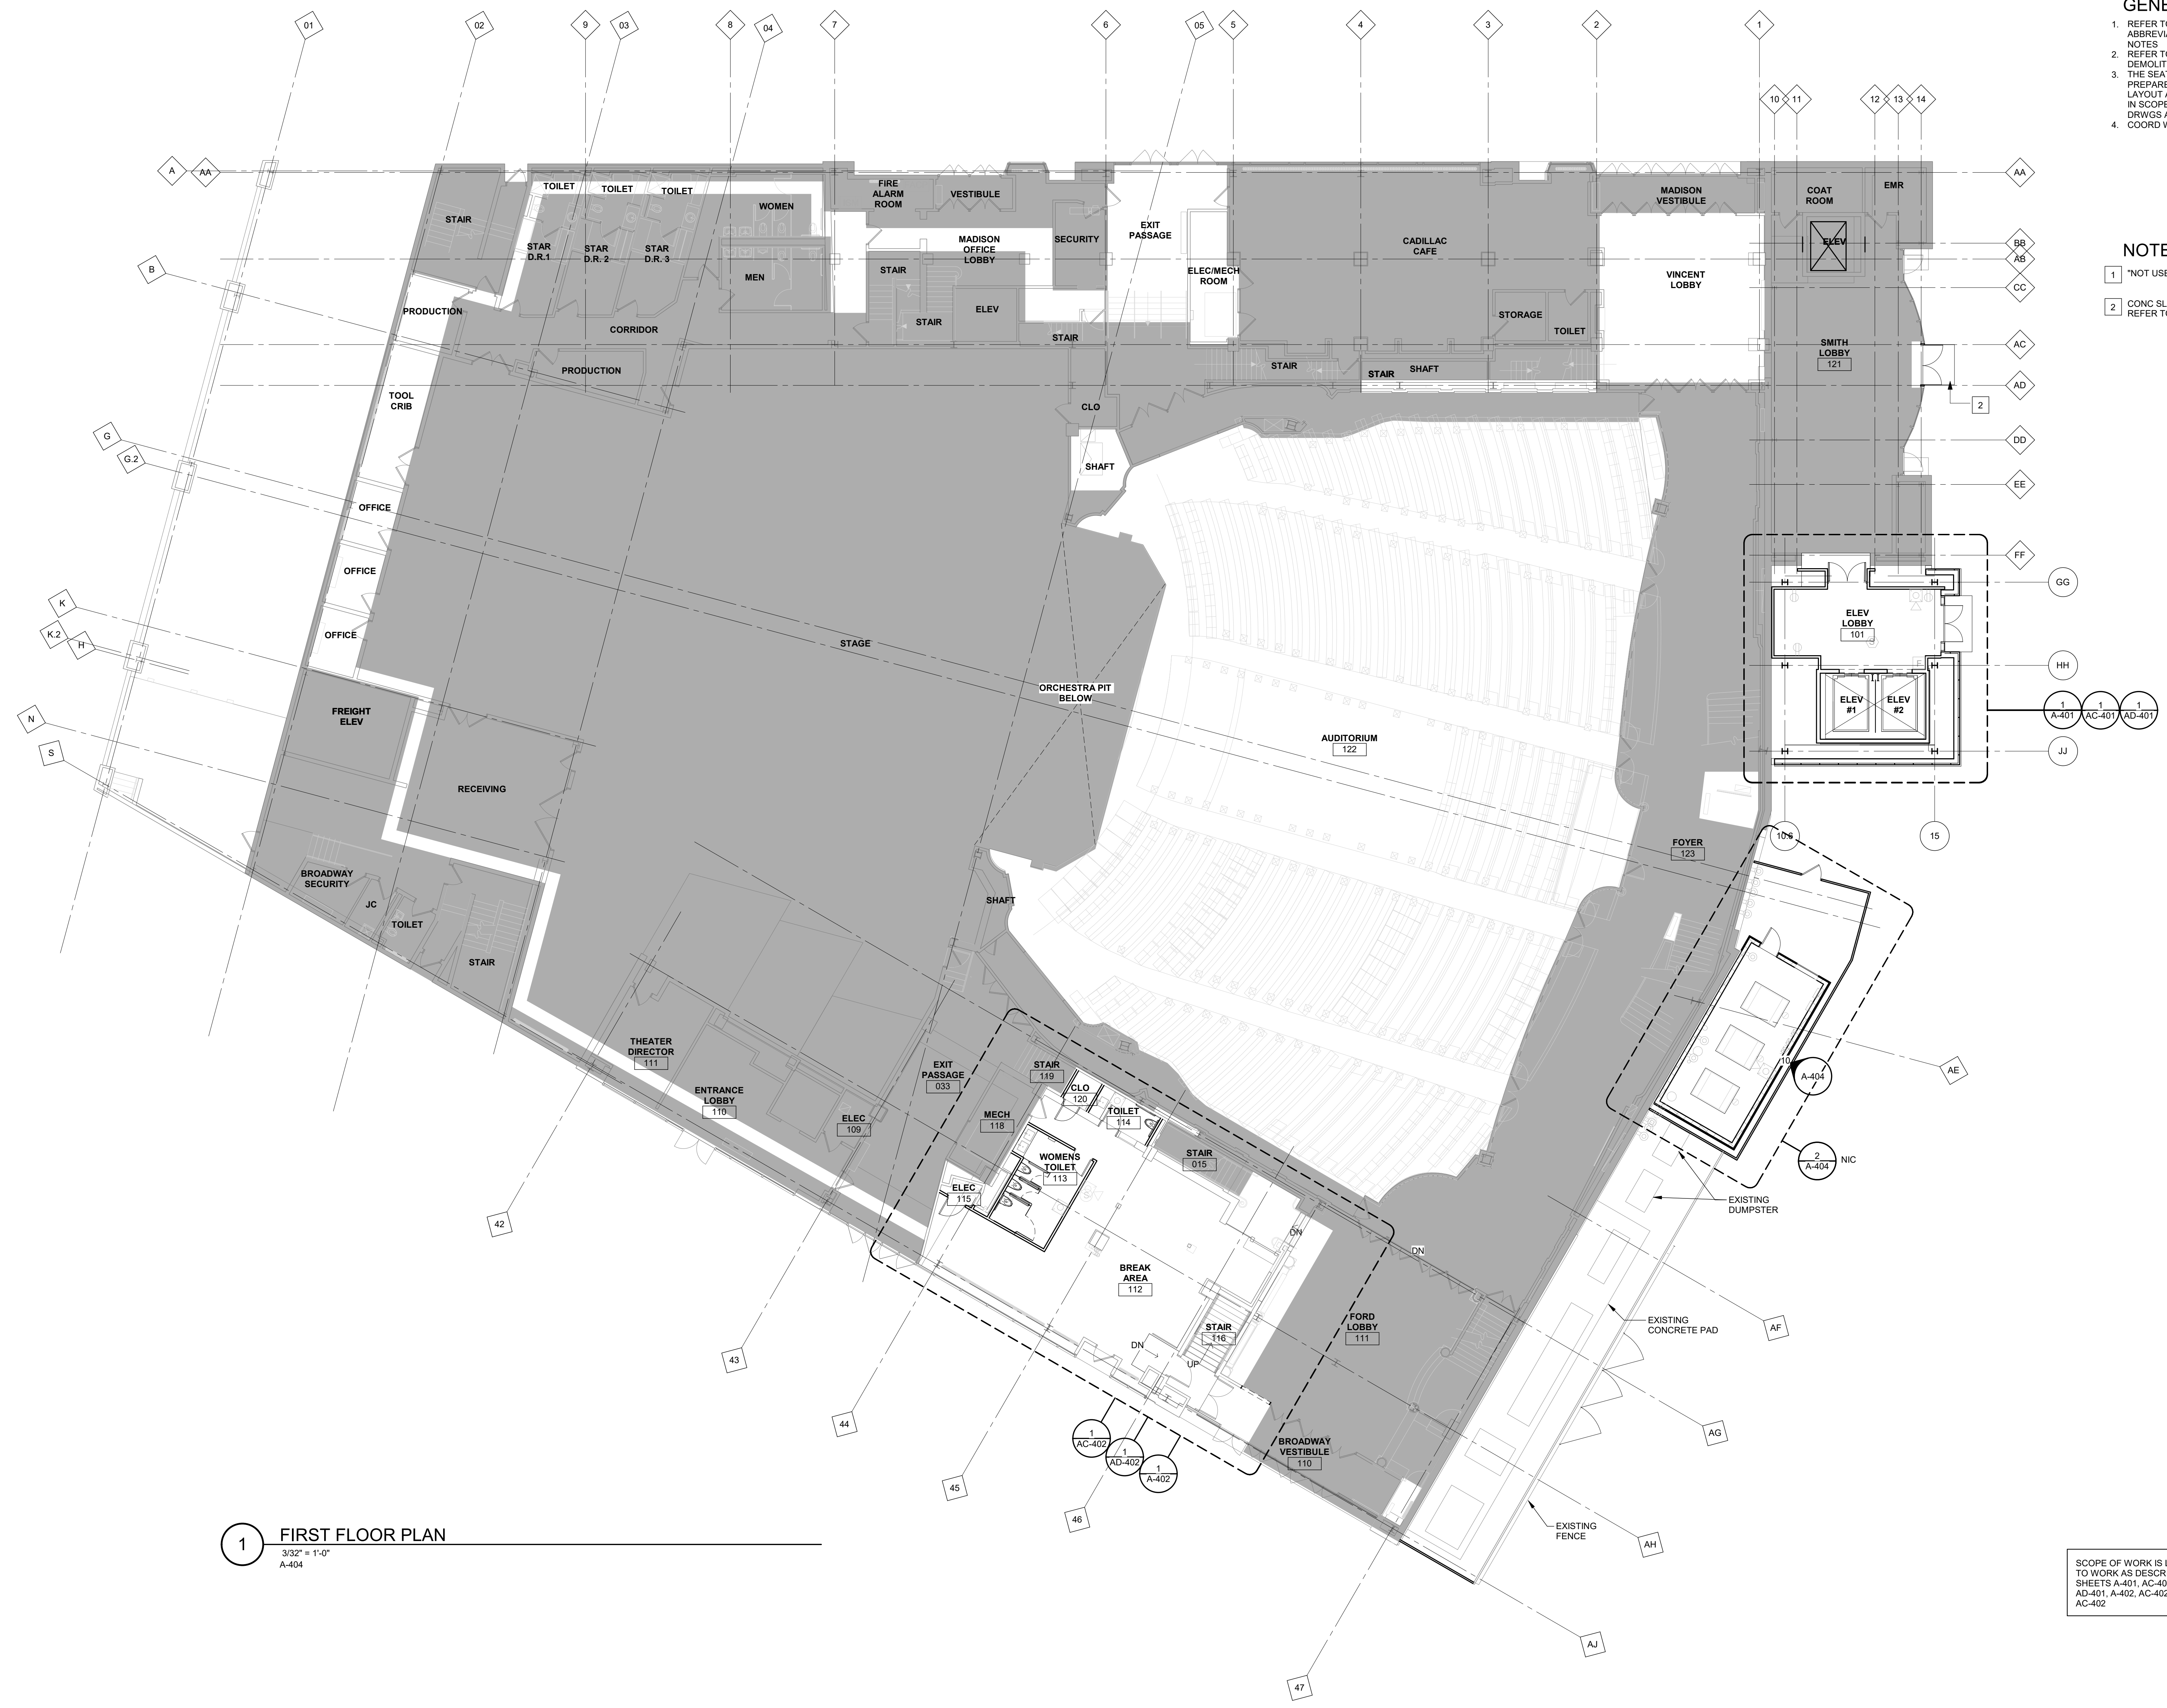 01
02
9
03
8
04
7
6
05
5
4
3
2
1
10
11
12
13
14
GENE
1. REFER TO
ABBREVIA
NOTES
2. REFER TO
DEMOLIT
3. THE SEAT
PREPARE
LAYOUT A
IN SCOPE
DRWGS A
4. COORD W
NOTE
1 "NOT USE
2 CONC SL
REFER TO
A
AA
B
G
G.2
K
K.2
H
N
S
AA
BB
AB
CC
AC
AD
DD
EE
FF
GG
HH
JJ
2
STAIR
TOILET
TOILET
TOILET
STAR
D.R.1
STAR
D.R. 2
STAR
D.R. 3
WOMEN
MEN
FIRE
ALARM
ROOM
VESTIBULE
MADISON
OFFICE
LOBBY
SECURITY
STAIR
STAIR
ELEV
STAIR
EXIT
PASSAGE
ELEC/MECH
ROOM
CADILLAC
CAFE
STORAGE
TOILET
STAIR
STAIR
SHAFT
MADISON
VESTIBULE
VINCENT
LOBBY
COAT
ROOM
EMR
ELEV
SMITH
LOBBY
121
PRODUCTION
CORRIDOR
PRODUCTION
TOOL
CRIB
CLO
SHAFT
OFFICE
OFFICE
OFFICE
STAGE
ORCHESTRA PIT
BELOW
AUDITORIUM
122
ELEV
LOBBY
101
F
ELEV
#1
ELEV
#2
1
A-401
1
AC-401
1
AD-401
10.6
15
FREIGHT
ELEV
RECEIVING
BROADWAY
SECURITY
JC
TOILET
STAIR
SHAFT
FOYER
123
10
A-404
AE
2
A-404
NIC
EXISTING
DUMPSTER
THEATER
DIRECTOR
111
ENTRANCE
LOBBY
110
ELEC
109
EXIT
PASSAGE
033
STAIR
119
CLO
120
MECH
118
TOILET
114
WOMENS
TOILET
113
STAIR
015
ELEC
115
DN
DN
BREAK
AREA
112
STAIR
116
DN
UP
FORD
LOBBY
111
BROADWAY
VESTIBULE
110
EXISTING
CONCRETE PAD
EXISTING
FENCE
1
AC-402
1
AD-402
1
A-402
42
43
44
45
46
47
AF
AG
AH
AJ
1
FIRST FLOOR PLAN
3/32" = 1'-0"
A-404
SCOPE OF WORK IS L
TO WORK AS DESCR
SHEETS A-401, AC-40
AD-401, A-402, AC-402
AC-402